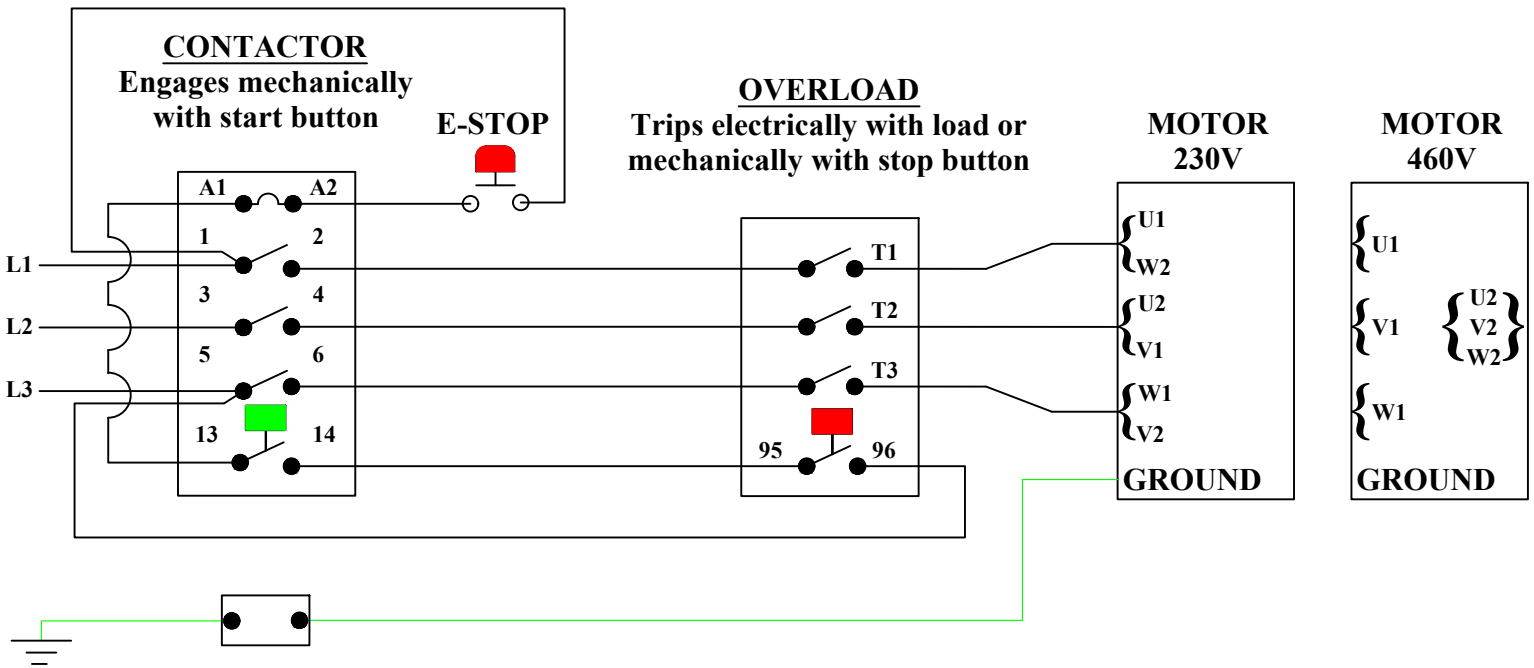 CONTACTOR
Engages mechanically
with start button
E-STOP
OVERLOAD
Trips electrically with load or
mechanically with stop button
MOTOR
230V
MOTOR
460V
A1 A2
1 2
L1
3 4
L2
5 6
L3
13 14
T1
T2
T3
95 96
U1
W2
U2
V1
W1
V2
GROUND
U1
V1
U2
V2
W2
W1
GROUND